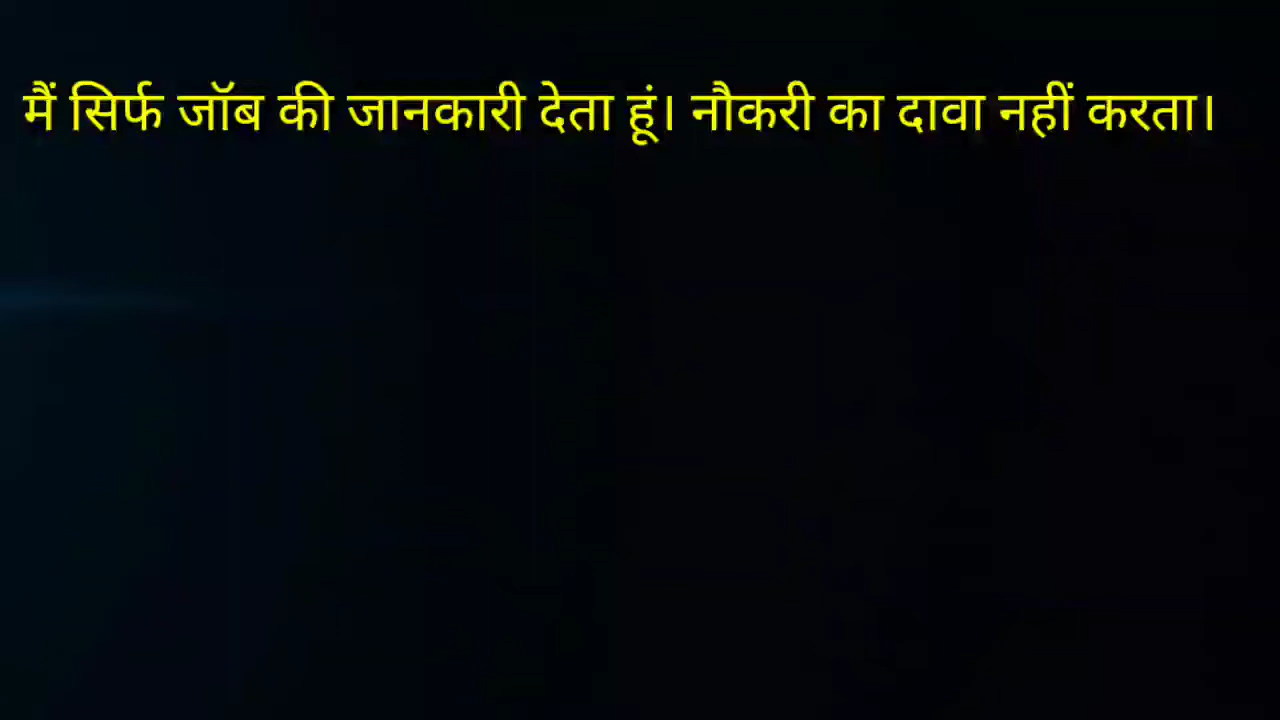 मैं सिर्फ जॉब की जानकारी देता हूं। नौकरी का दावा नहीं करता।